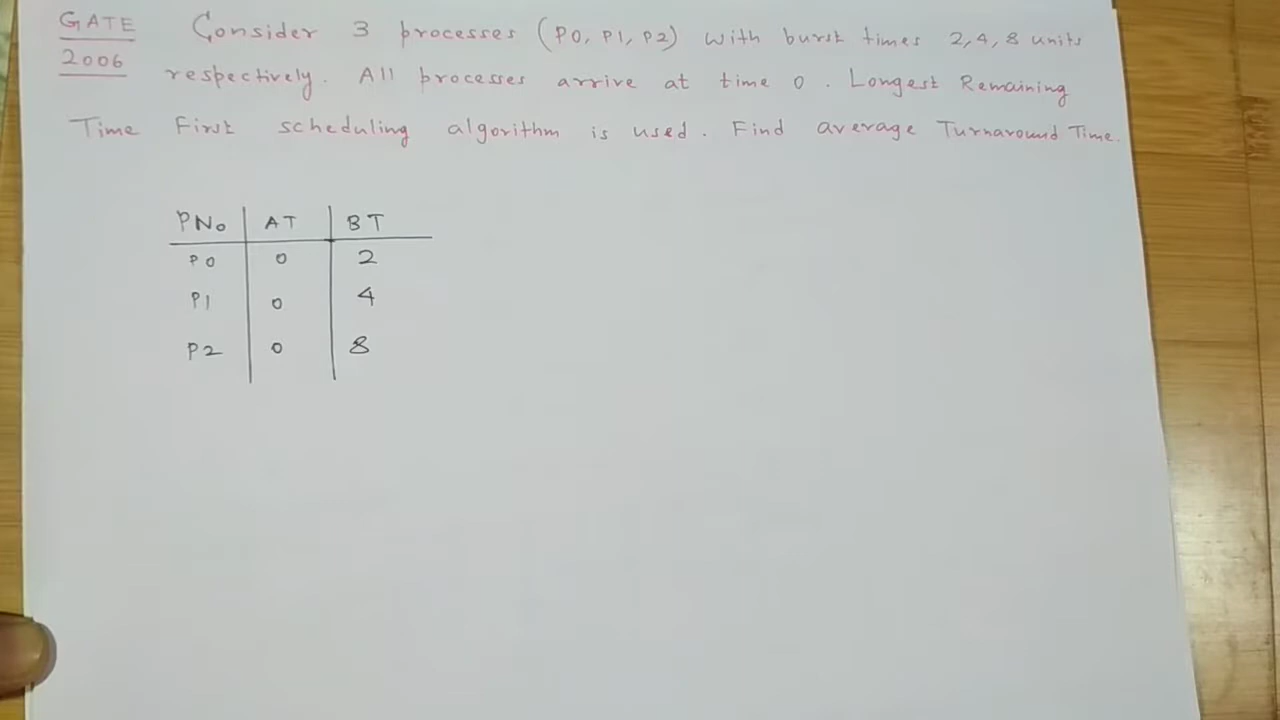 GATE Consider 3 processes (P0, P1, P2) with burst times 2, 4, 8 units
2006 respectively. All processes arrive at time 0. Longest Remaining
Time First scheduling algorithm is used. Find average Turnaround Time.
PNo AT BT
P0 0 2
P1 0 4
P2 0 8